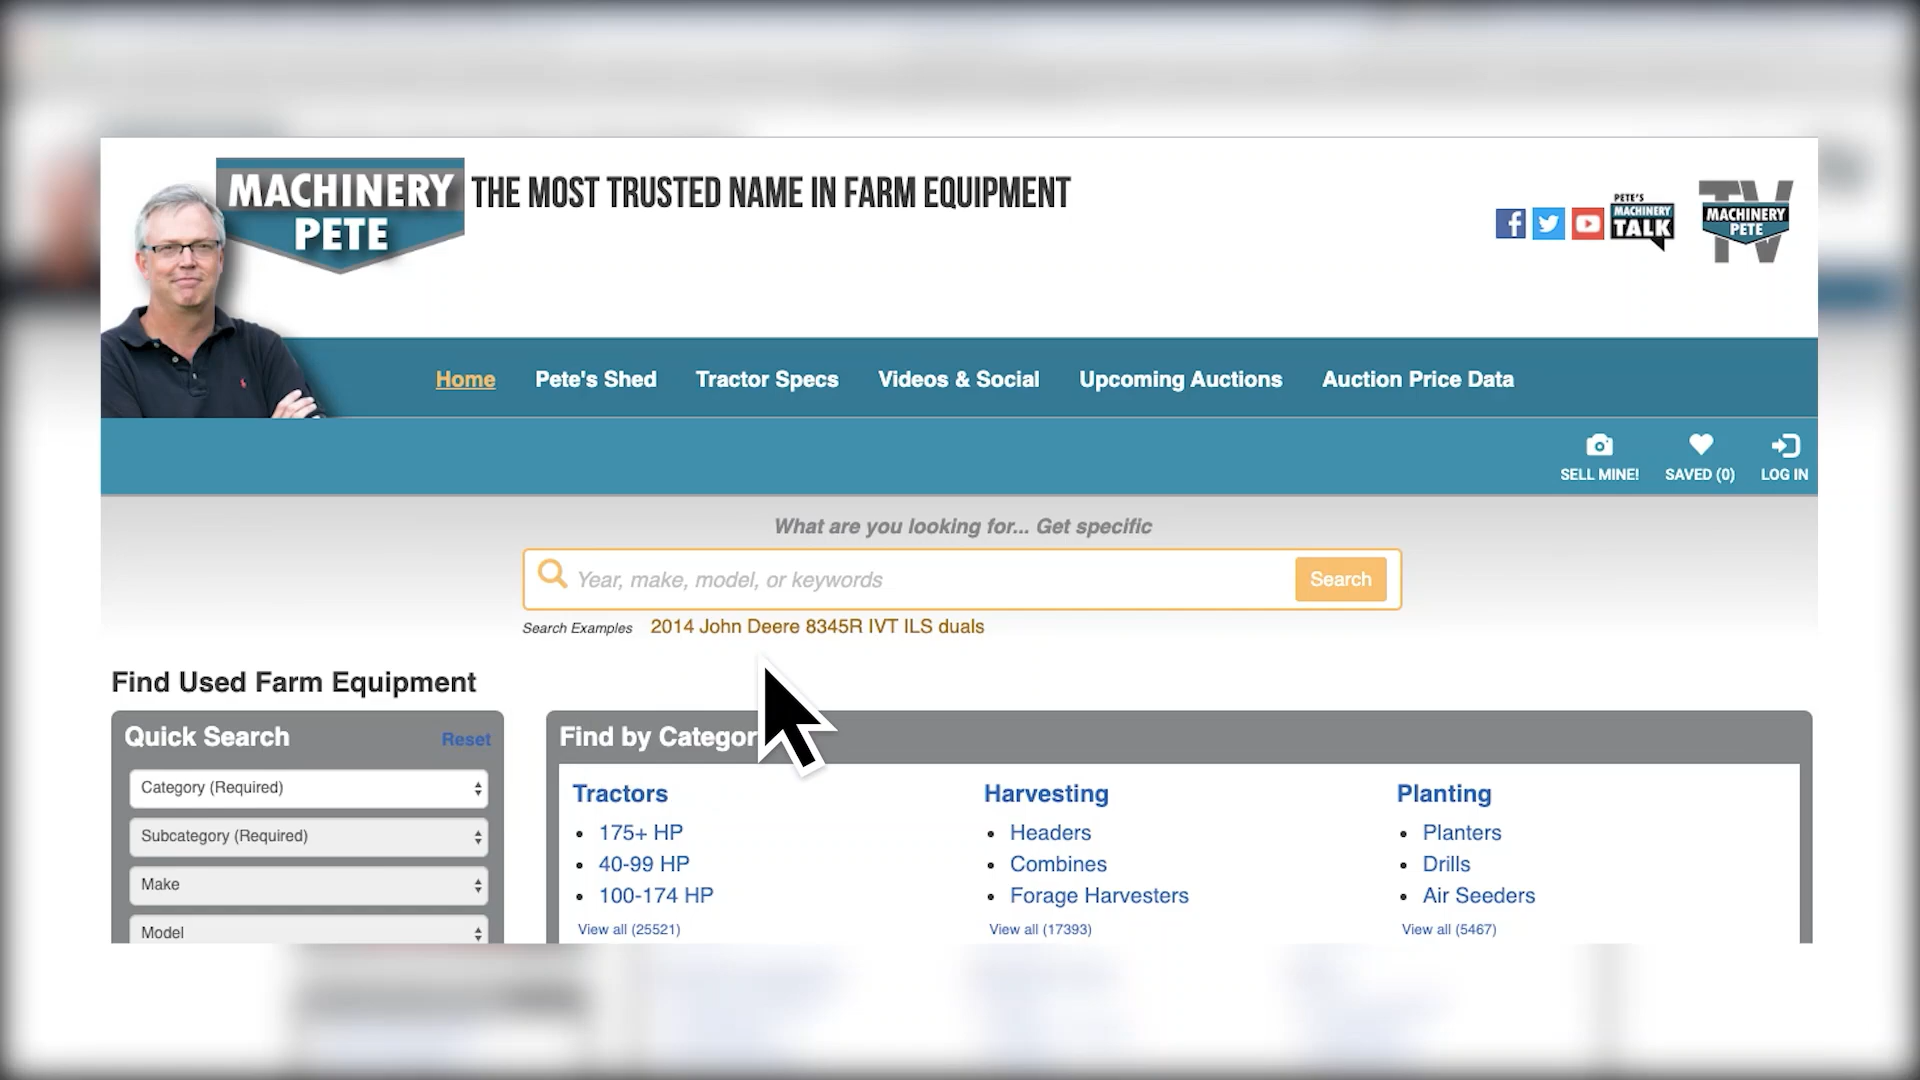 MACHINERY
PETE
THE MOST TRUSTED NAME IN FARM EQUIPMENT
PETE'S
MACHINERY
TALK
TV
MACHINERY
PETE
Home
Pete's Shed
Tractor Specs
Videos & Social
Upcoming Auctions
Auction Price Data
SELL MINE!
SAVED (0)
LOG IN
What are you looking for... Get specific
Year, make, model, or keywords
Search
Search Examples 2014 John Deere 8345R IVT ILS duals
Find Used Farm Equipment
Quick Search
Reset
Category (Required)
Subcategory (Required)
Make
Model
Find by Categor
Tractors
175+ HP
40-99 HP
100-174 HP
View all (25521)
Harvesting
Headers
Combines
Forage Harvesters
View all (17393)
Planting
Planters
Drills
Air Seeders
View all (5467)